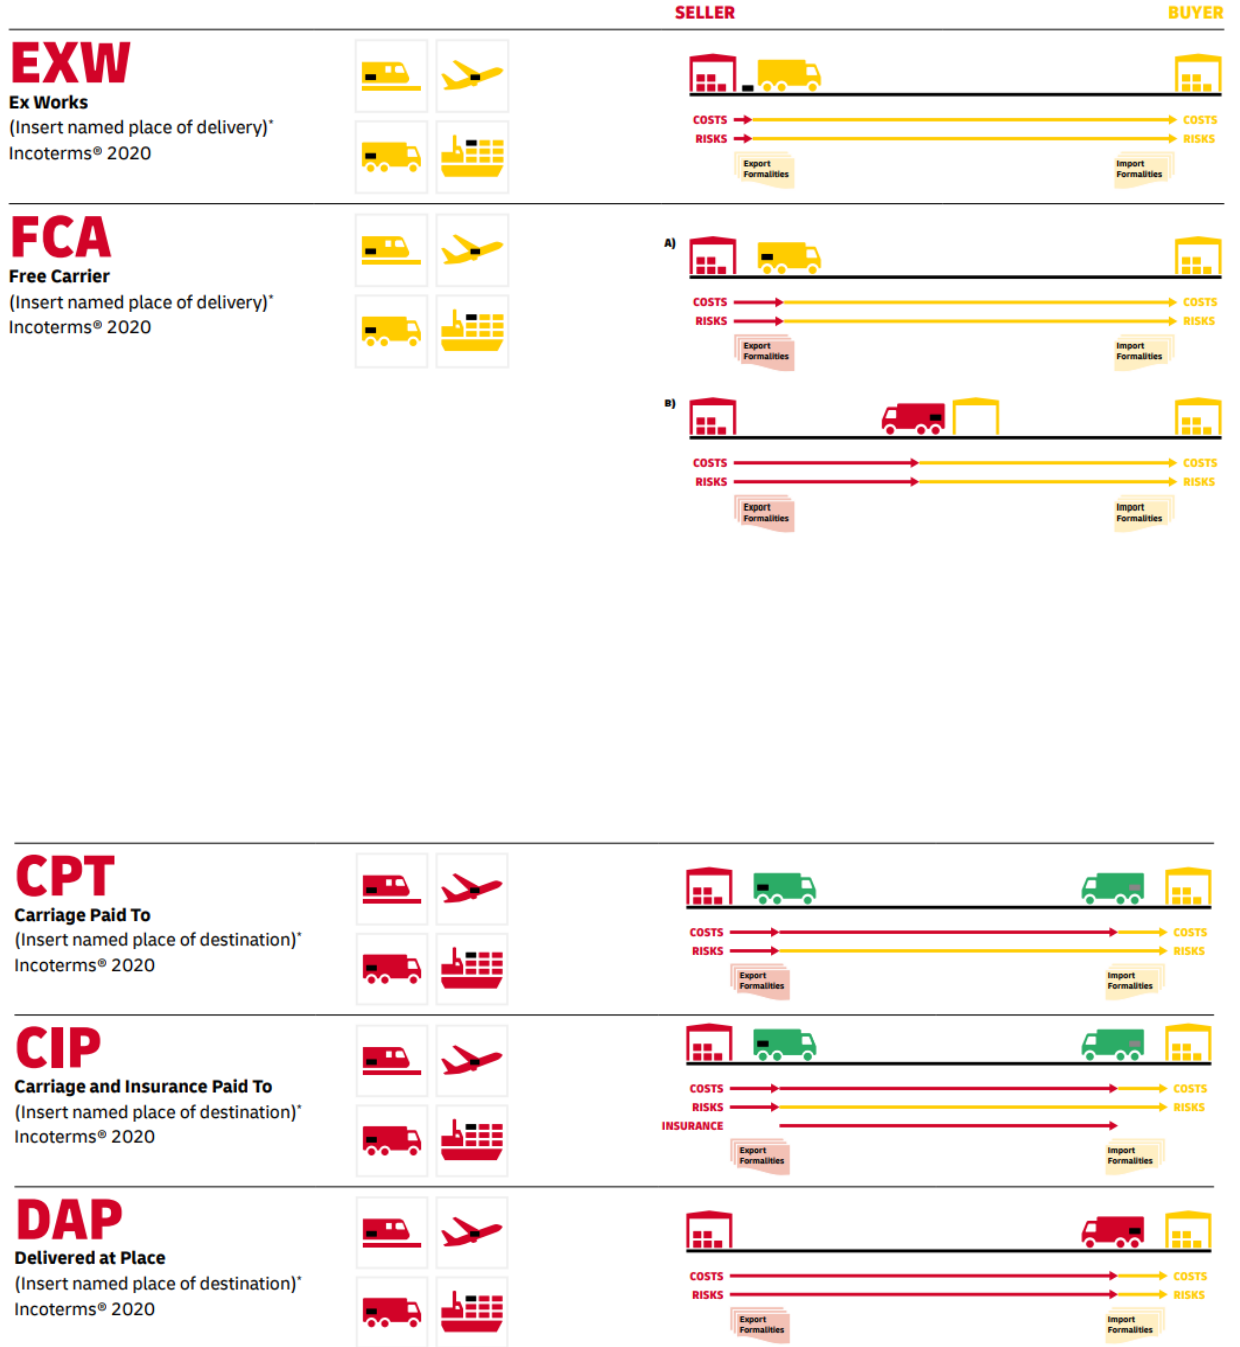 SELLER BUYER
EXW
Ex Works
(Insert named place of delivery)*
Incoterms® 2020
COSTS COSTS
RISKS RISKS
Export
Formalities
Import
Formalities
FCA
Free Carrier
(Insert named place of delivery)*
Incoterms® 2020
A)
COSTS COSTS
RISKS RISKS
Export
Formalities
Import
Formalities
B)
COSTS COSTS
RISKS RISKS
Export
Formalities
Import
Formalities
CPT
Carriage Paid To
(Insert named place of destination)*
Incoterms® 2020
COSTS COSTS
RISKS RISKS
Export
Formalities
Import
Formalities
CIP
Carriage and Insurance Paid To
(Insert named place of destination)*
Incoterms® 2020
COSTS COSTS
RISKS RISKS
INSURANCE
Export
Formalities
Import
Formalities
DAP
Delivered at Place
(Insert named place of destination)*
Incoterms® 2020
COSTS COSTS
RISKS RISKS
Export
Formalities
Import
Formalities